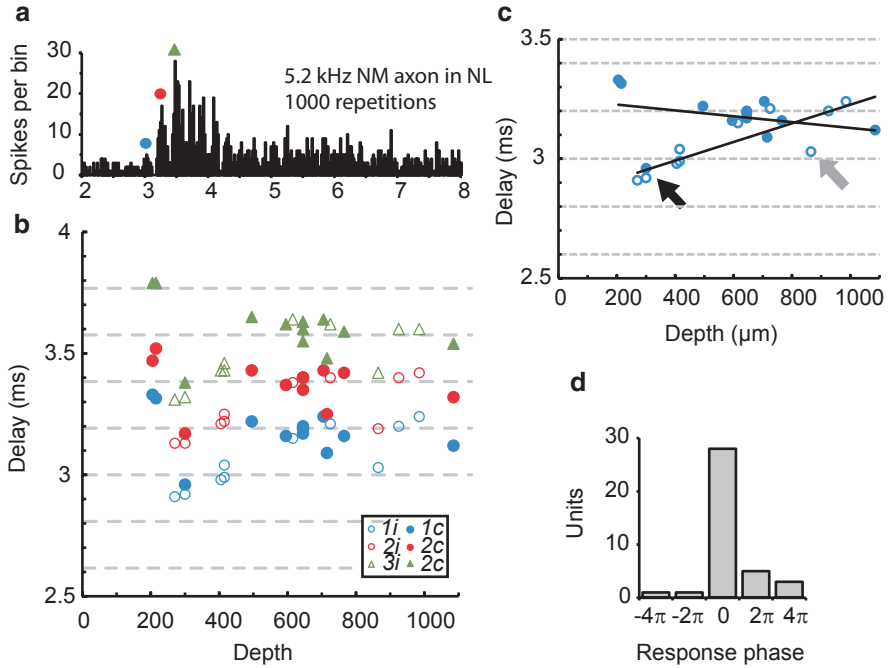 a
Spikes per bin
30
20
10
0
5.2 kHz NM axon in NL
1000 repetitions
2 3 4 5 6 7 8
b
Delay (ms)
4
3.5
3
2.5
0 200 400 600 800 1000
Depth
1i 1c
2i 2c
3i 2c
c
Delay (ms)
3.5
3
2.5
0 200 400 600 800 1000
Depth (µm)
d
Units
30
20
10
0
-4π -2π 0 2π 4π
Response phase